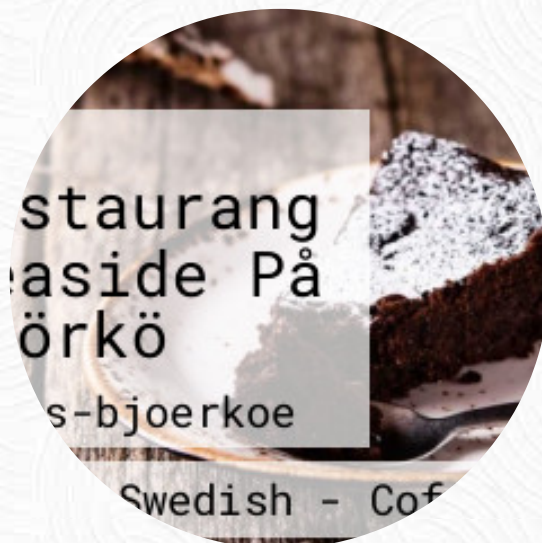 staurang
easide På
örkö
s-bjoerkoe
Swedish - Cof